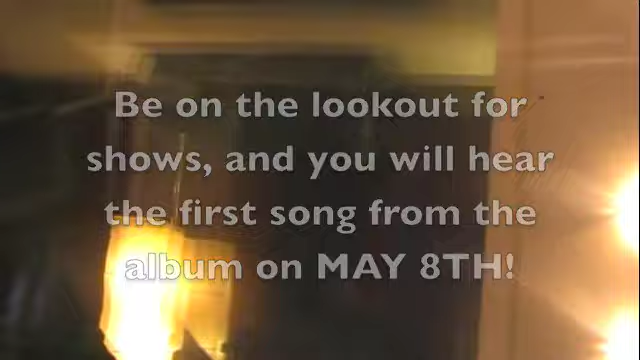 Be on the lookout for
shows, and you will hear
the first song from the
album on MAY 8TH!